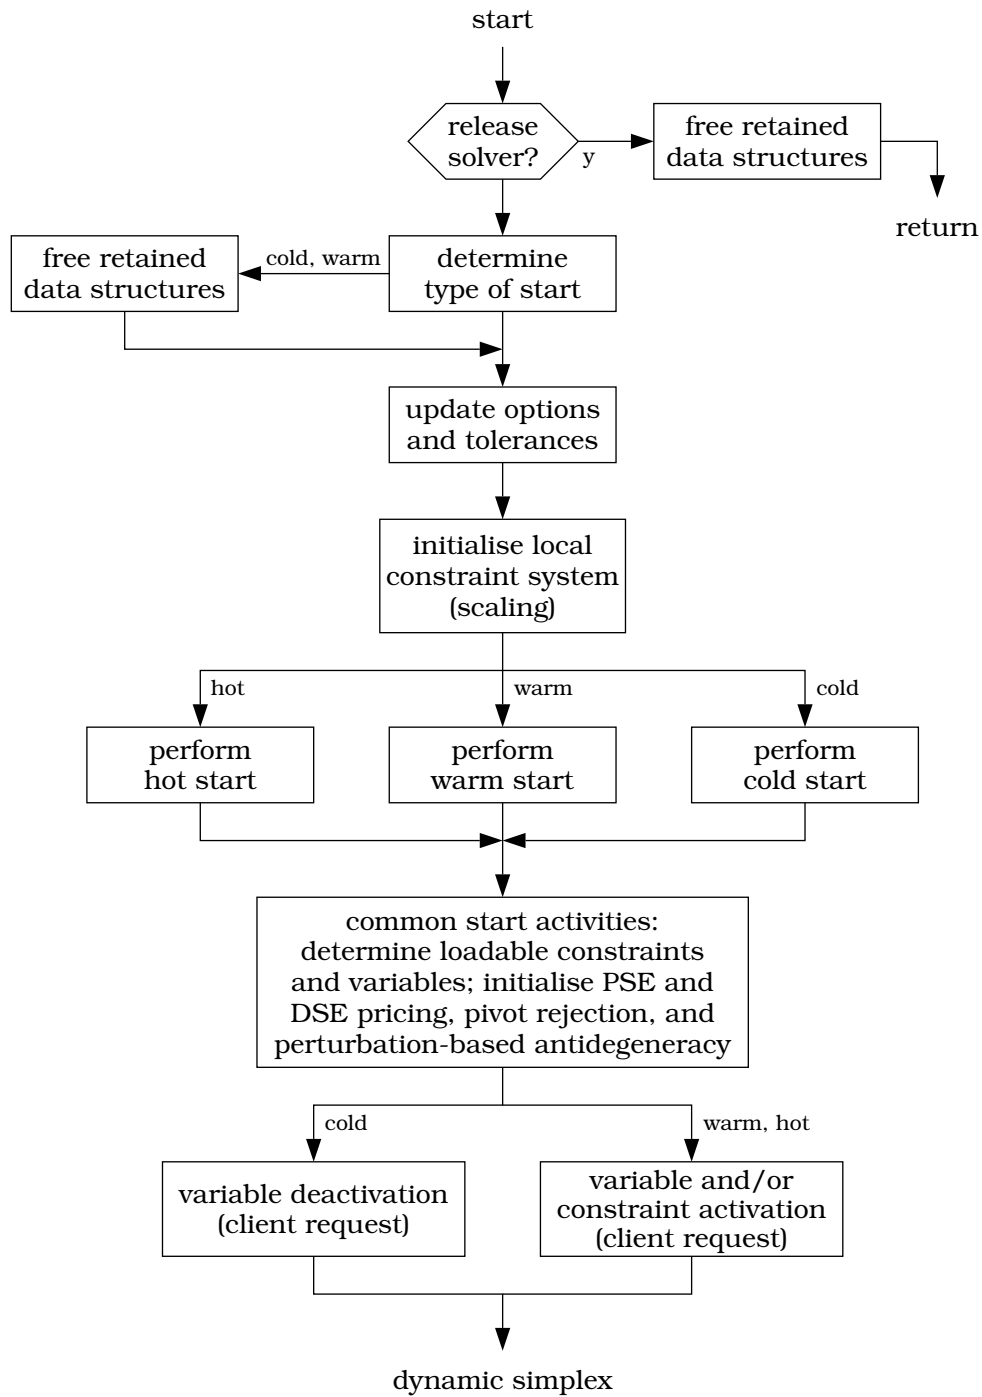 start
release
solver?
y
free retained
data structures
return
free retained
data structures
cold, warm
determine
type of start
update options
and tolerances
initialise local
constraint system
(scaling)
hot
warm
cold
perform
hot start
perform
warm start
perform
cold start
common start activities:
determine loadable constraints
and variables; initialise PSE and
DSE pricing, pivot rejection, and
perturbation-based antidegeneracy
cold
warm, hot
variable deactivation
(client request)
variable and/or
constraint activation
(client request)
dynamic simplex